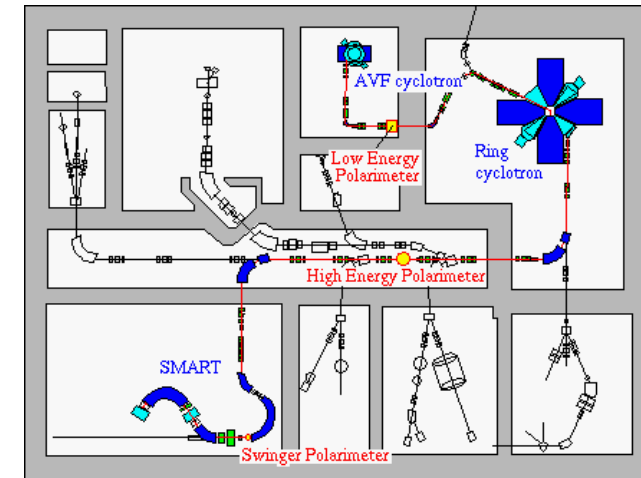 AVF cyclotron
Low Energy
Polarimeter
Ring
cyclotron
High Energy Polarimeter
SMART
Swinger Polarimeter